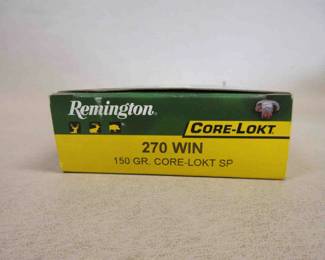 Remington
CORE-LOKT
270 WIN
150 GR. CORE-LOKT SP